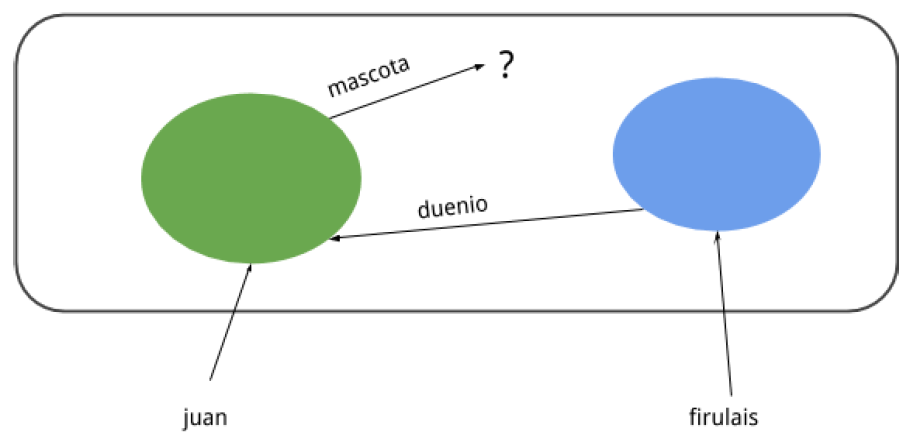 mascota
?
duenio
juan
firulais